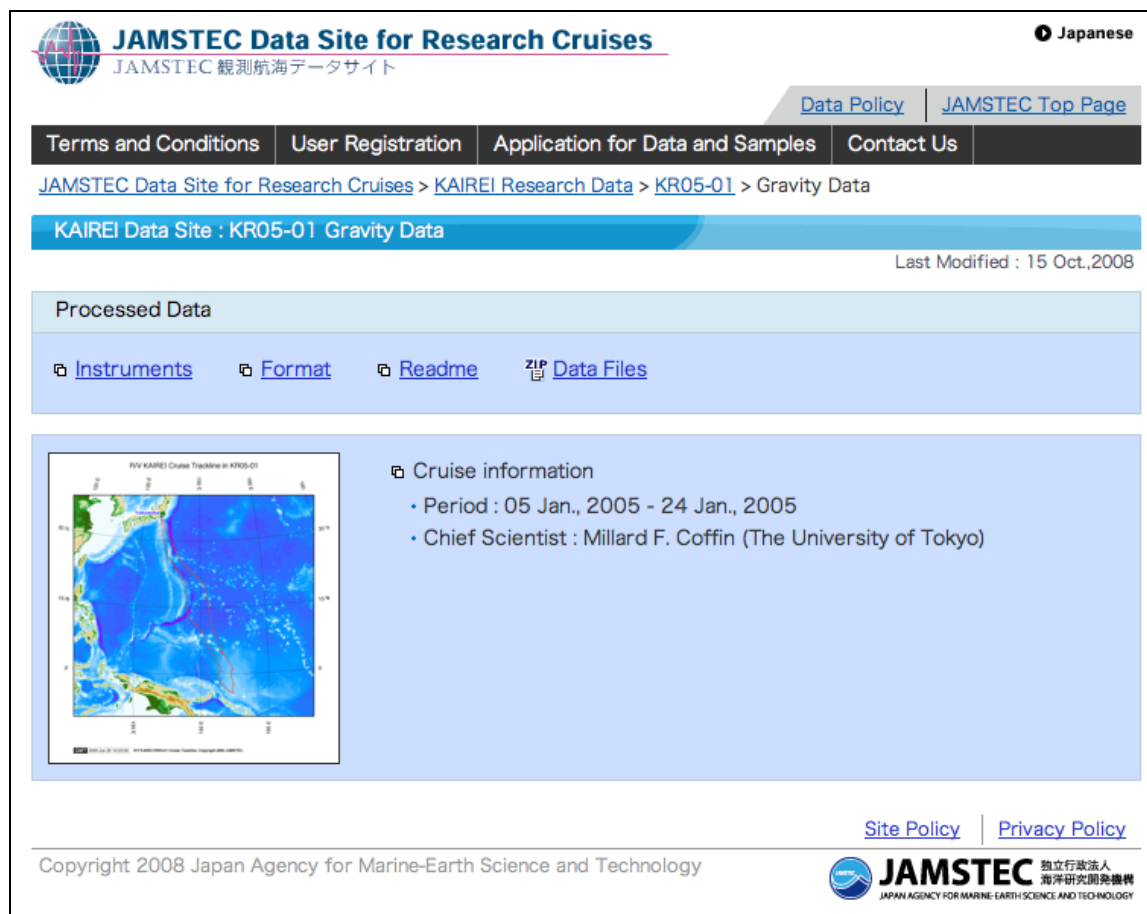 JAMSTEC Data Site for Research Cruises
JAMSTEC 観測航海データサイト
Japanese
Data Policy
JAMSTEC Top Page
Terms and Conditions
User Registration
Application for Data and Samples
Contact Us
JAMSTEC Data Site for Research Cruises > KAIREI Research Data > KR05-01 > Gravity Data
KAIREI Data Site : KR05-01 Gravity Data
Last Modified : 15 Oct.,2008
Processed Data
Instruments
Format
Readme
ZIP Data Files
R/V KAIREI Cruise Trackline in KR05-01
Cruise information
・Period : 05 Jan., 2005 - 24 Jan., 2005
・Chief Scientist : Millard F. Coffin (The University of Tokyo)
Site Policy
Privacy Policy
Copyright 2008 Japan Agency for Marine-Earth Science and Technology
JAMSTEC 独立行政法人
海洋研究開発機構
JAPAN AGENCY FOR MARINE-EARTH SCIENCE AND TECHNOLOGY